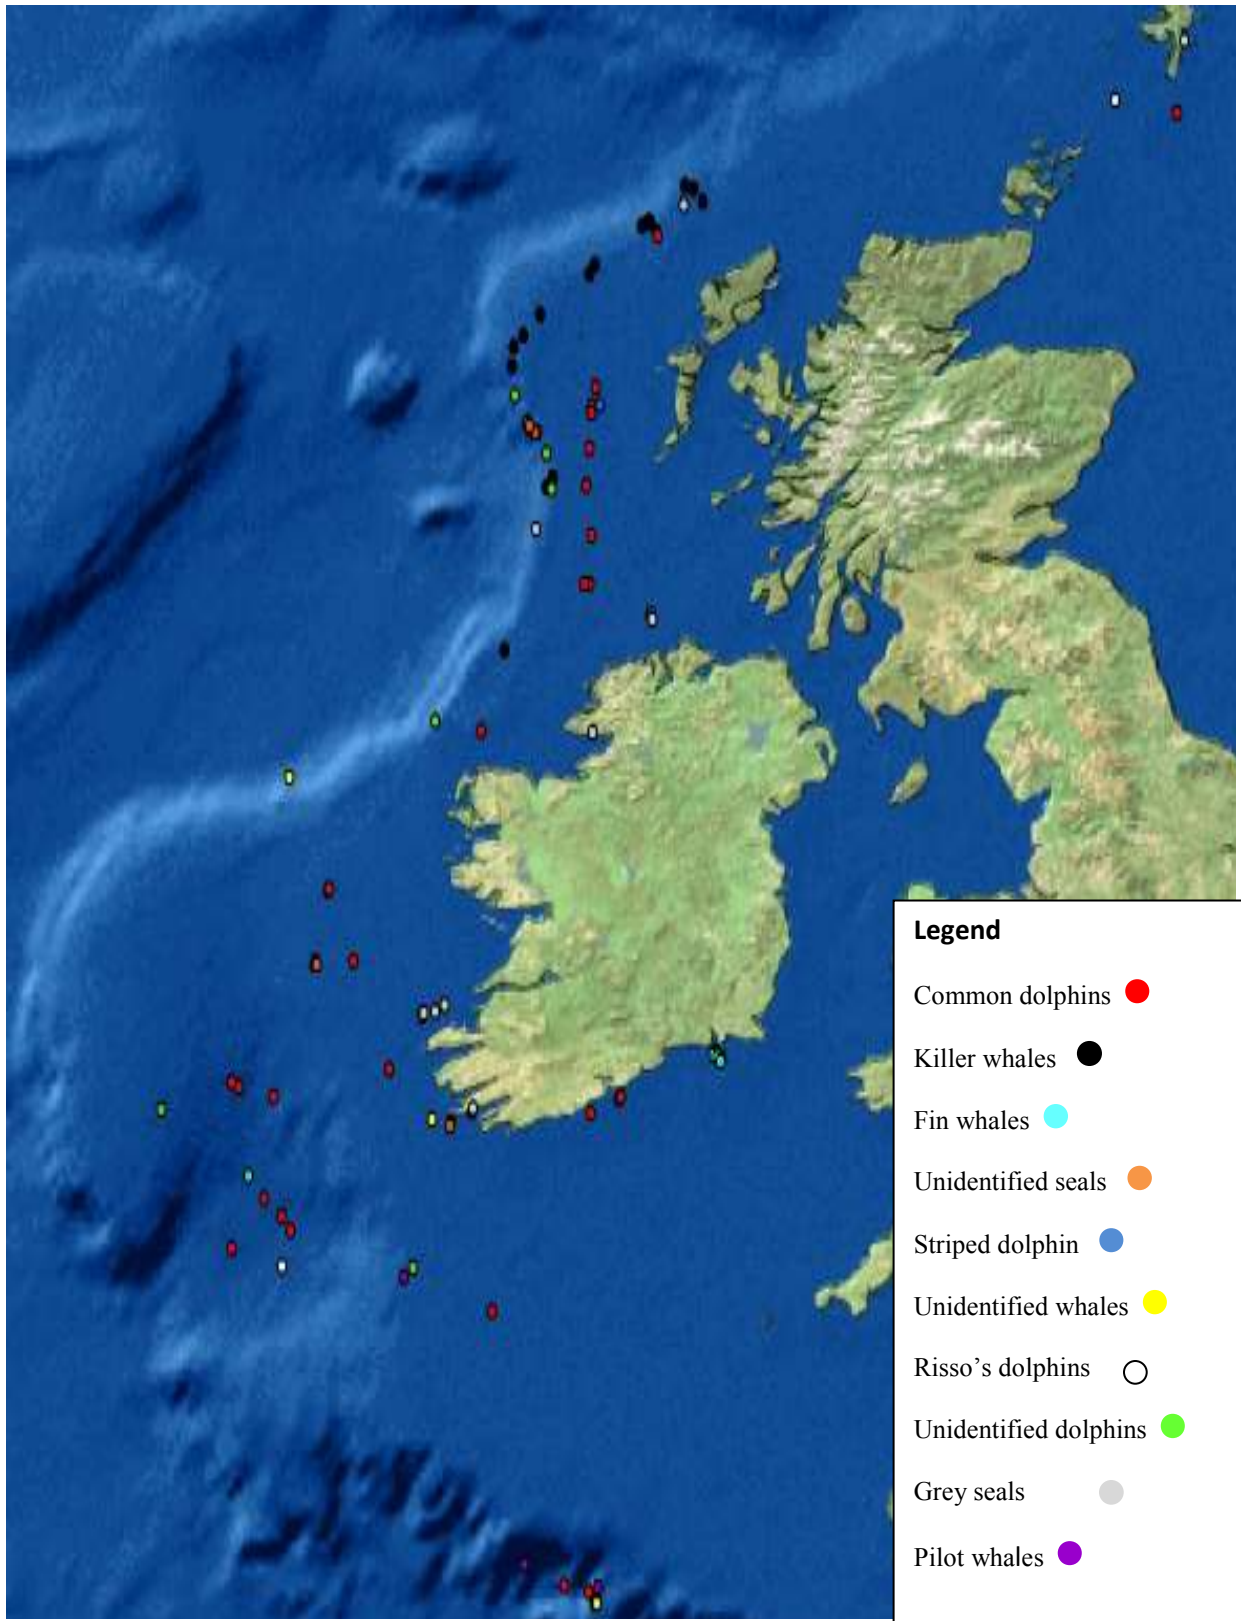 Legend
Common dolphins
Killer whales
Fin whales
Unidentified seals
Striped dolphin
Unidentified whales
Risso’s dolphins
Unidentified dolphins
Grey seals
Pilot whales